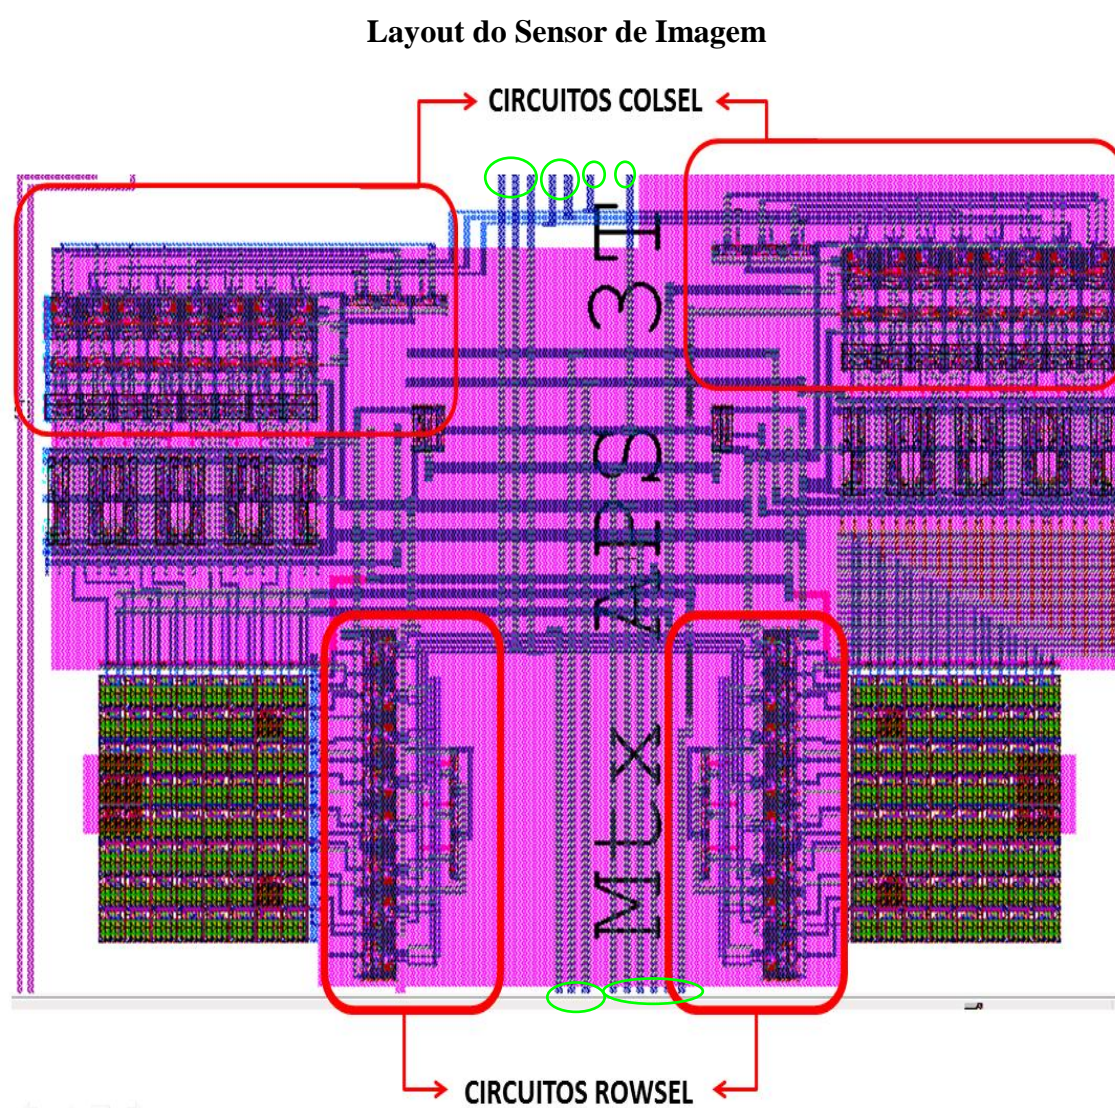 Layout do Sensor de Imagem
CIRCUITOS COLSEL
Mtx APS 3T
CIRCUITOS ROWSEL